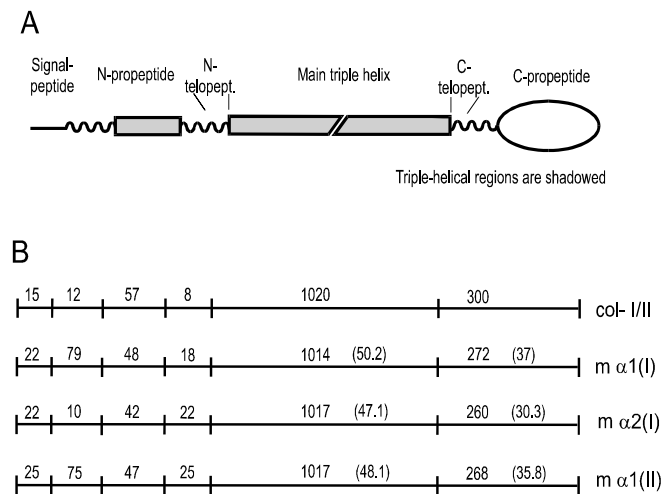 A
Signal-
peptide
N-propeptide
N-
telopept.
Main triple helix
C-
telopept.
C-propeptide
Triple-helical regions are shadowed
B
15 12 57 8 1020 300 col- I/II
22 79 48 18 1014 (50.2) 272 (37) m α1(I)
22 10 42 22 1017 (47.1) 260 (30.3) m α2(I)
25 75 47 25 1017 (48.1) 268 (35.8) m α1(II)